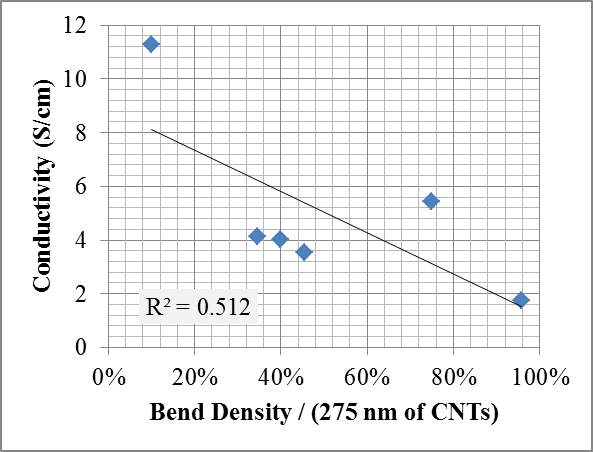 12
10
8
6
4
2
0
Conductivity (S/cm)
R² = 0.512
0% 20% 40% 60% 80% 100%
Bend Density / (275 nm of CNTs)